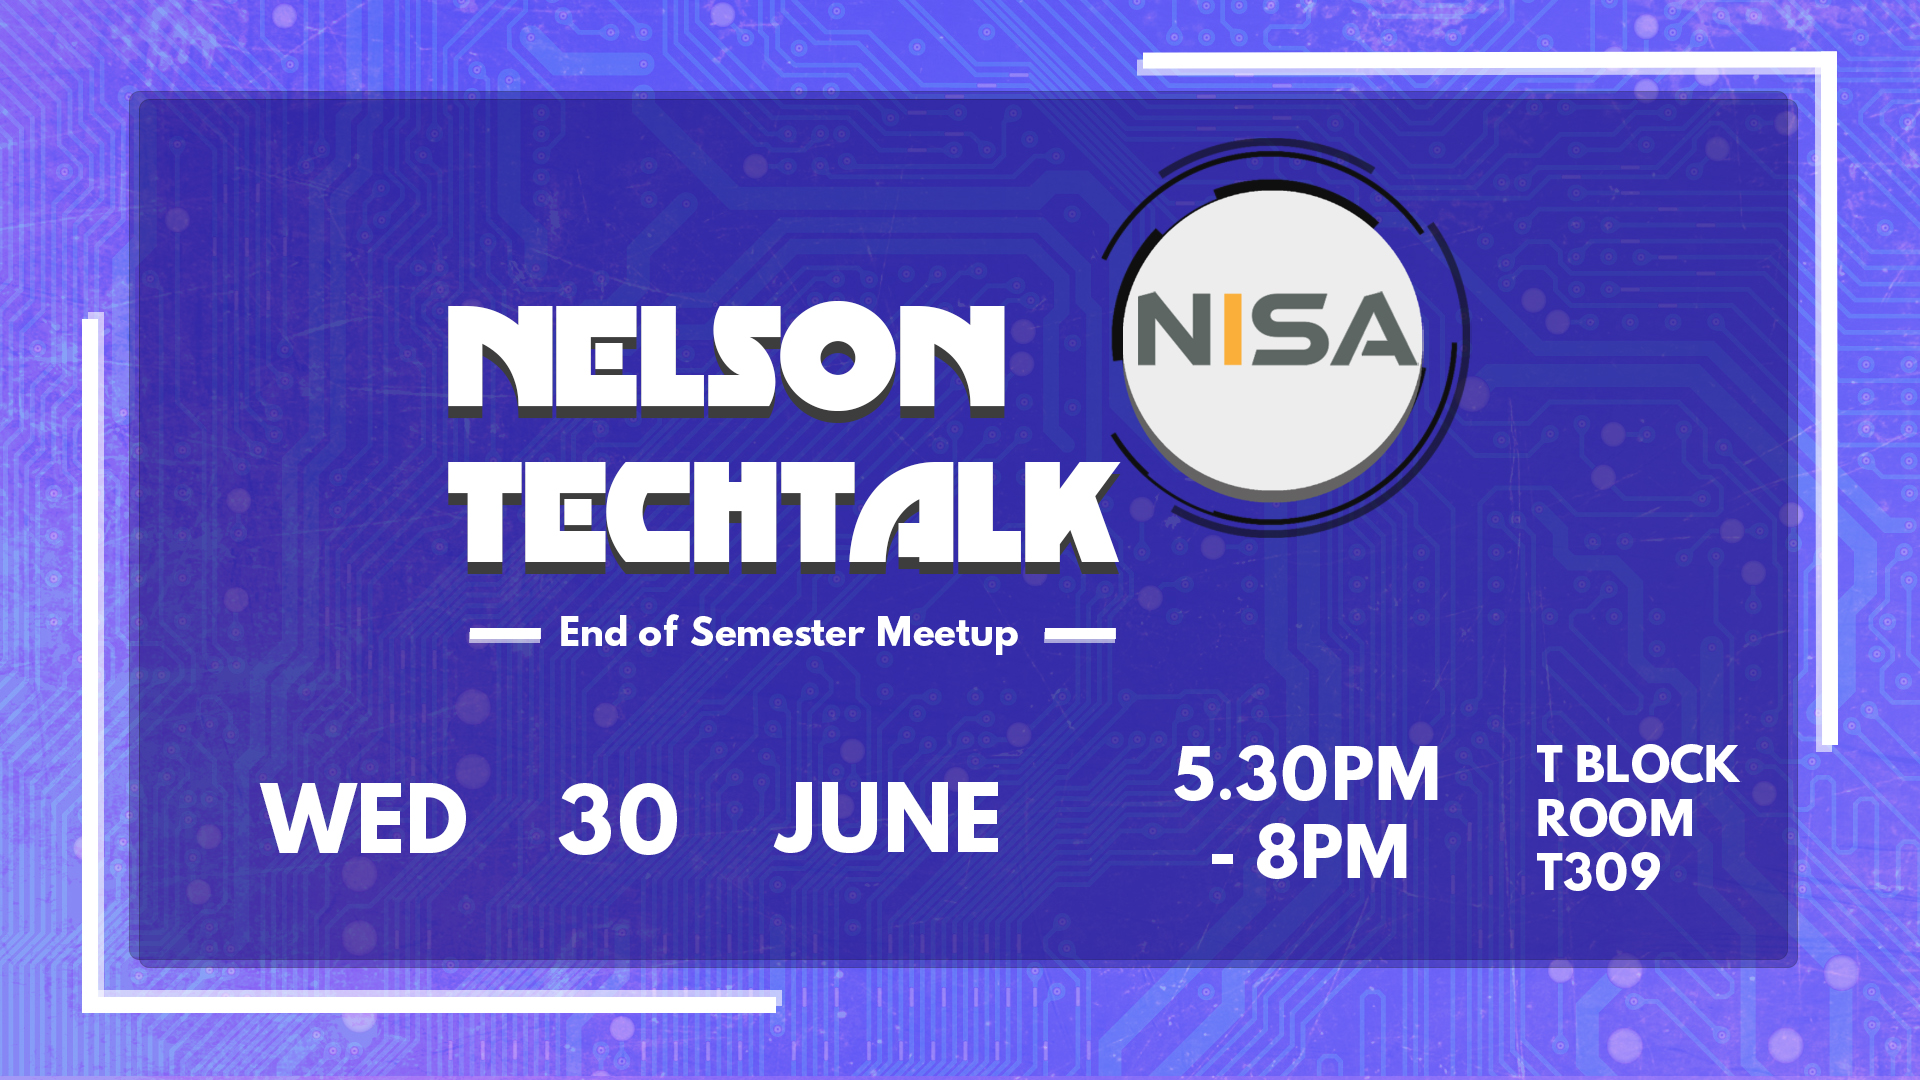 NELSON
TECHTALK
NISA
End of Semester Meetup
WED 30 JUNE
5.30PM
- 8PM
T BLOCK
ROOM
T309